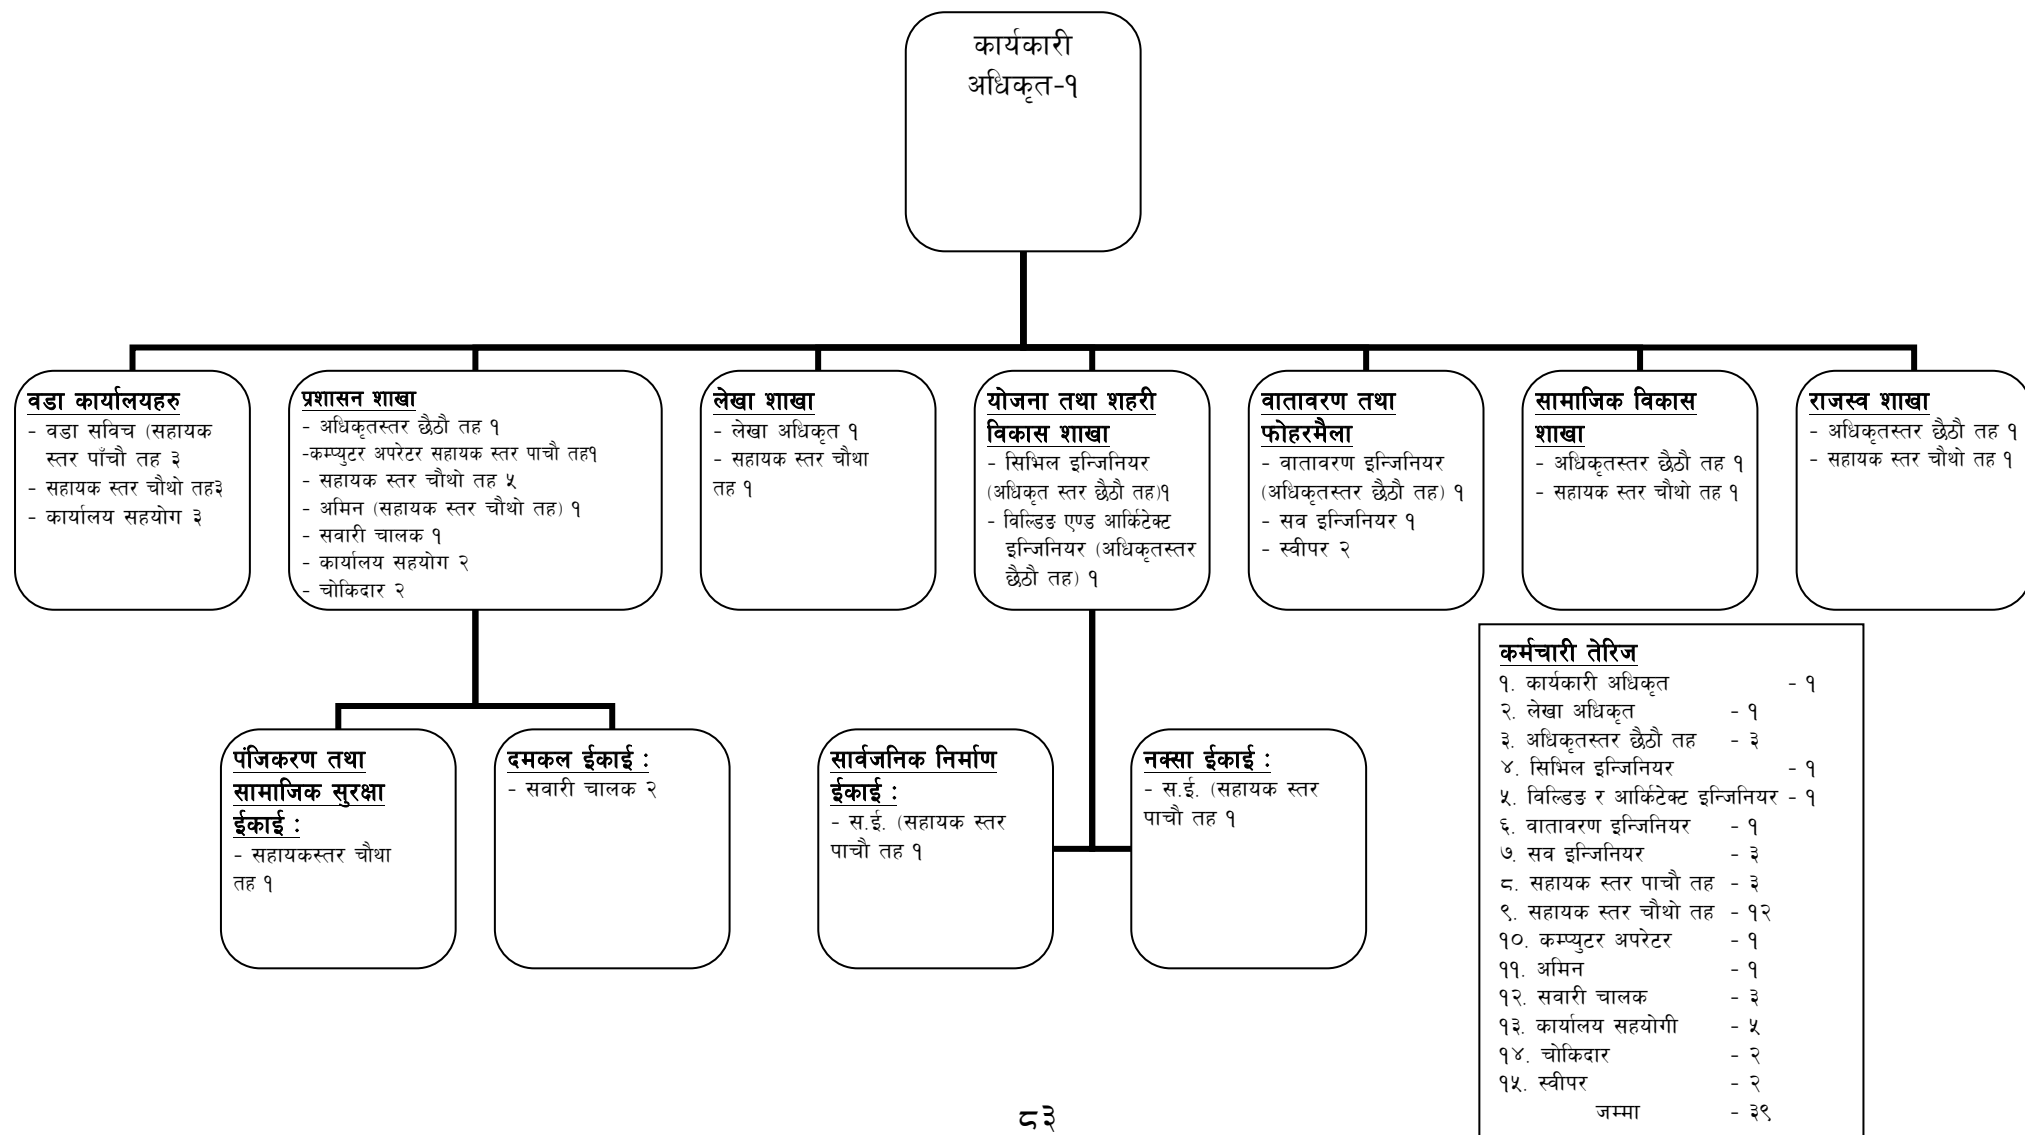 कार्यकारी
अधिकृत-१
वडा कार्यालयहरु
- वडा सविच (सहायक
स्तर पाँचौ तह ३
- सहायक स्तर चौथो तह३
- कार्यालय सहयोग ३
प्रशासन शाखा
- अधिकृतस्तर छैठौ तह १
-कम्प्युटर अपरेटर सहायक स्तर पाचौ तह१
- सहायक स्तर चौथो तह ५
- अमिन (सहायक स्तर चौथो तह) १
- सवारी चालक १
- कार्यालय सहयोग २
- चोकिदार २
लेखा शाखा
- लेखा अधिकृत १
- सहायक स्तर चौथा
तह १
योजना तथा शहरी
विकास शाखा
- सिभिल इन्जिनियर
(अधिकृत स्तर छैठौ तह)१
- विल्डिङ एण्ड आर्किटेक्ट
इन्जिनियर (अधिकृतस्तर
छैठौ तह) १
वातावरण तथा
फोहरमैला
- वातावरण इन्जिनियर
(अधिकृतस्तर छैठौ तह) १
- सव इन्जिनियर १
- स्वीपर २
सामाजिक विकास
शाखा
- अधिकृतस्तर छैठौ तह १
- सहायक स्तर चौथो तह १
राजस्व शाखा
- अधिकृतस्तर छैठौ तह १
- सहायक स्तर चौथो तह १
पंजिकरण तथा
सामाजिक सुरक्षा
ईकाई :
- सहायकस्तर चौथा
तह १
दमकल ईकाई :
- सवारी चालक २
सार्वजनिक निर्माण
ईकाई :
- स.ई. (सहायक स्तर
पाचौ तह १
नक्सा ईकाई :
- स.ई. (सहायक स्तर
पाचौ तह १
कर्मचारी तेरिज
१. कार्यकारी अधिकृत - १
२. लेखा अधिकृत - १
३. अधिकृतस्तर छैठौ तह - ३
४. सिभिल इन्जिनियर - १
५. विल्डिङ र आर्किटेक्ट इन्जिनियर - १
६. वातावरण इन्जिनियर - १
७. सव इन्जिनियर - ३
८. सहायक स्तर पाचौ तह - ३
९. सहायक स्तर चौथो तह - १२
१०. कम्प्युटर अपरेटर - १
११. अमिन - १
१२. सवारी चालक - ३
१३. कार्यालय सहयोगी - ५
१४. चोकिदार - २
१५. स्वीपर - २
जम्मा - ३९
८३